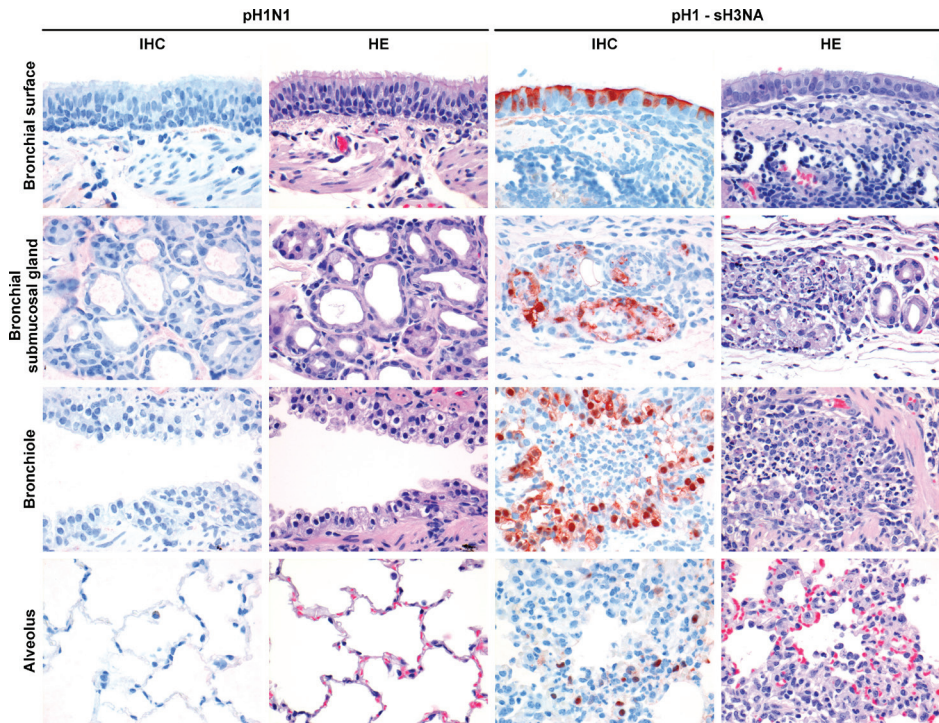 pH1N1
pH1 - sH3NA
IHC
HE
IHC
HE
Bronchial surface
Bronchial
submucosal gland
Bronchiole
Alveolus